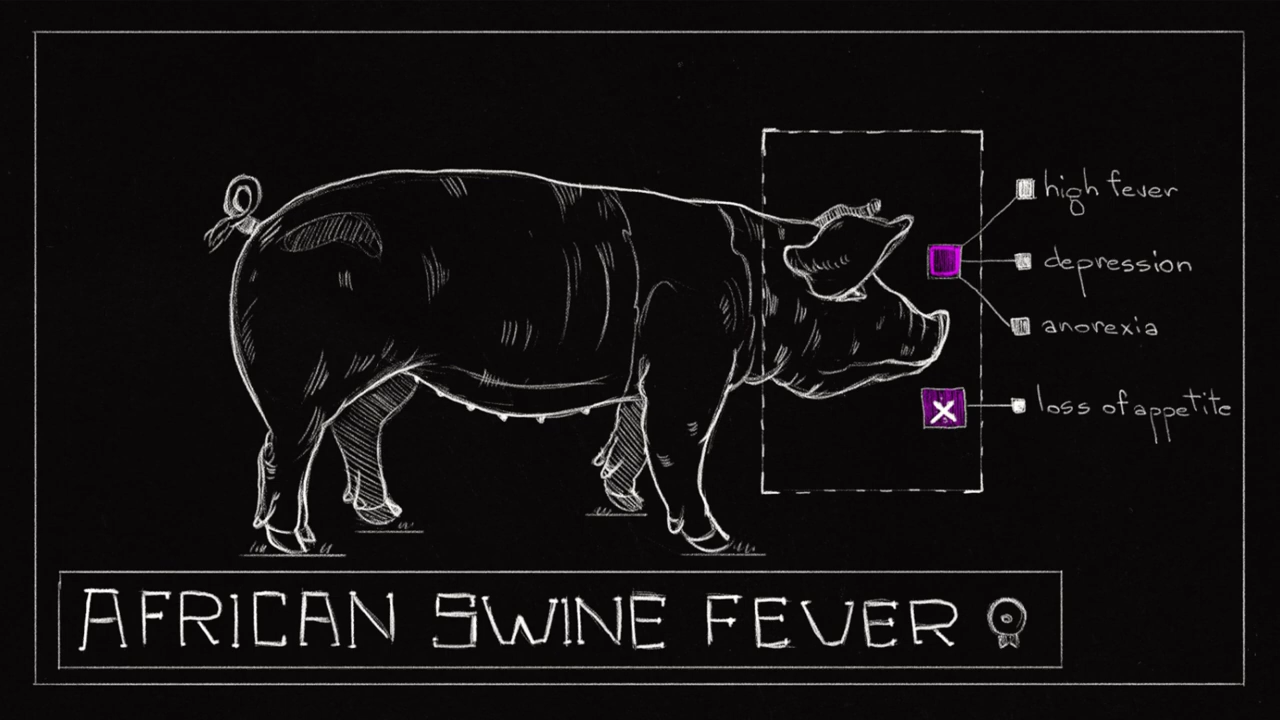 high fever
depression
anorexia
loss of appetite
AFRICAN SWINE FEVER